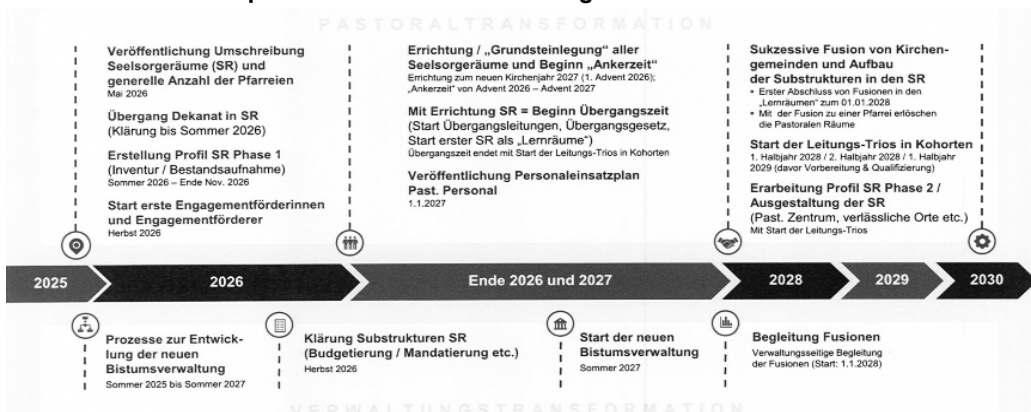 PASTORALTRANSFORMATION
Veröffentlichung Umschreibung
Seelsorgeräume (SR) und
generelle Anzahl der Pfarreien
Mai 2026
Übergang Dekanat in SR
(Klärung bis Sommer 2026)
Erstellung Profil SR Phase 1
(Inventur / Bestandsaufnahme)
Sommer 2026 – Ende Nov. 2026
Start erste Engagementförderinnen
und Engagementförderer
Herbst 2026
Errichtung / „Grundsteinlegung“ aller
Seelsorgeräume und Beginn „Ankerzeit“
Errichtung zum neuen Kirchenjahr 2027 (1. Advent 2026);
„Ankerzeit“ von Advent 2026 – Advent 2027
Mit Errichtung SR = Beginn Übergangszeit
(Start Übergangsleitungen, Übergangsgesetz,
Start erster SR als „Lernräume“)
Übergangszeit endet mit Start der Leitungs-Trios in Kohorten
Veröffentlichung Personaleinsatzplan
Past. Personal
1.1.2027
Sukzessive Fusion von Kirchen-
gemeinden und Aufbau
der Substrukturen in den SR
• Erster Abschluss von Fusionen in den
„Lernräumen“ zum 01.01.2028
• Mit der Fusion zu einer Pfarrei erlöschen
die Pastoralen Räume
Start der Leitungs-Trios in Kohorten
1. Halbjahr 2028 / 2. Halbjahr 2028 / 1. Halbjahr
2029 (davor Vorbereitung & Qualifizierung)
Erarbeitung Profil SR Phase 2 /
Ausgestaltung der SR
(Past. Zentrum, verlässliche Orte etc.)
Mit Start der Leitungs-Trios
2025
2026
Ende 2026 und 2027
2028
2029
2030
Prozesse zur Entwick-
lung der neuen
Bistumsverwaltung
Sommer 2025 bis Sommer 2027
Klärung Substrukturen SR
(Budgetierung / Mandatierung etc.)
Herbst 2026
Start der neuen
Bistumsverwaltung
Sommer 2027
Begleitung Fusionen
Verwaltungsseitige Begleitung
der Fusionen (Start: 1.1.2028)
VERWALTUNGSTRANSFORMATION